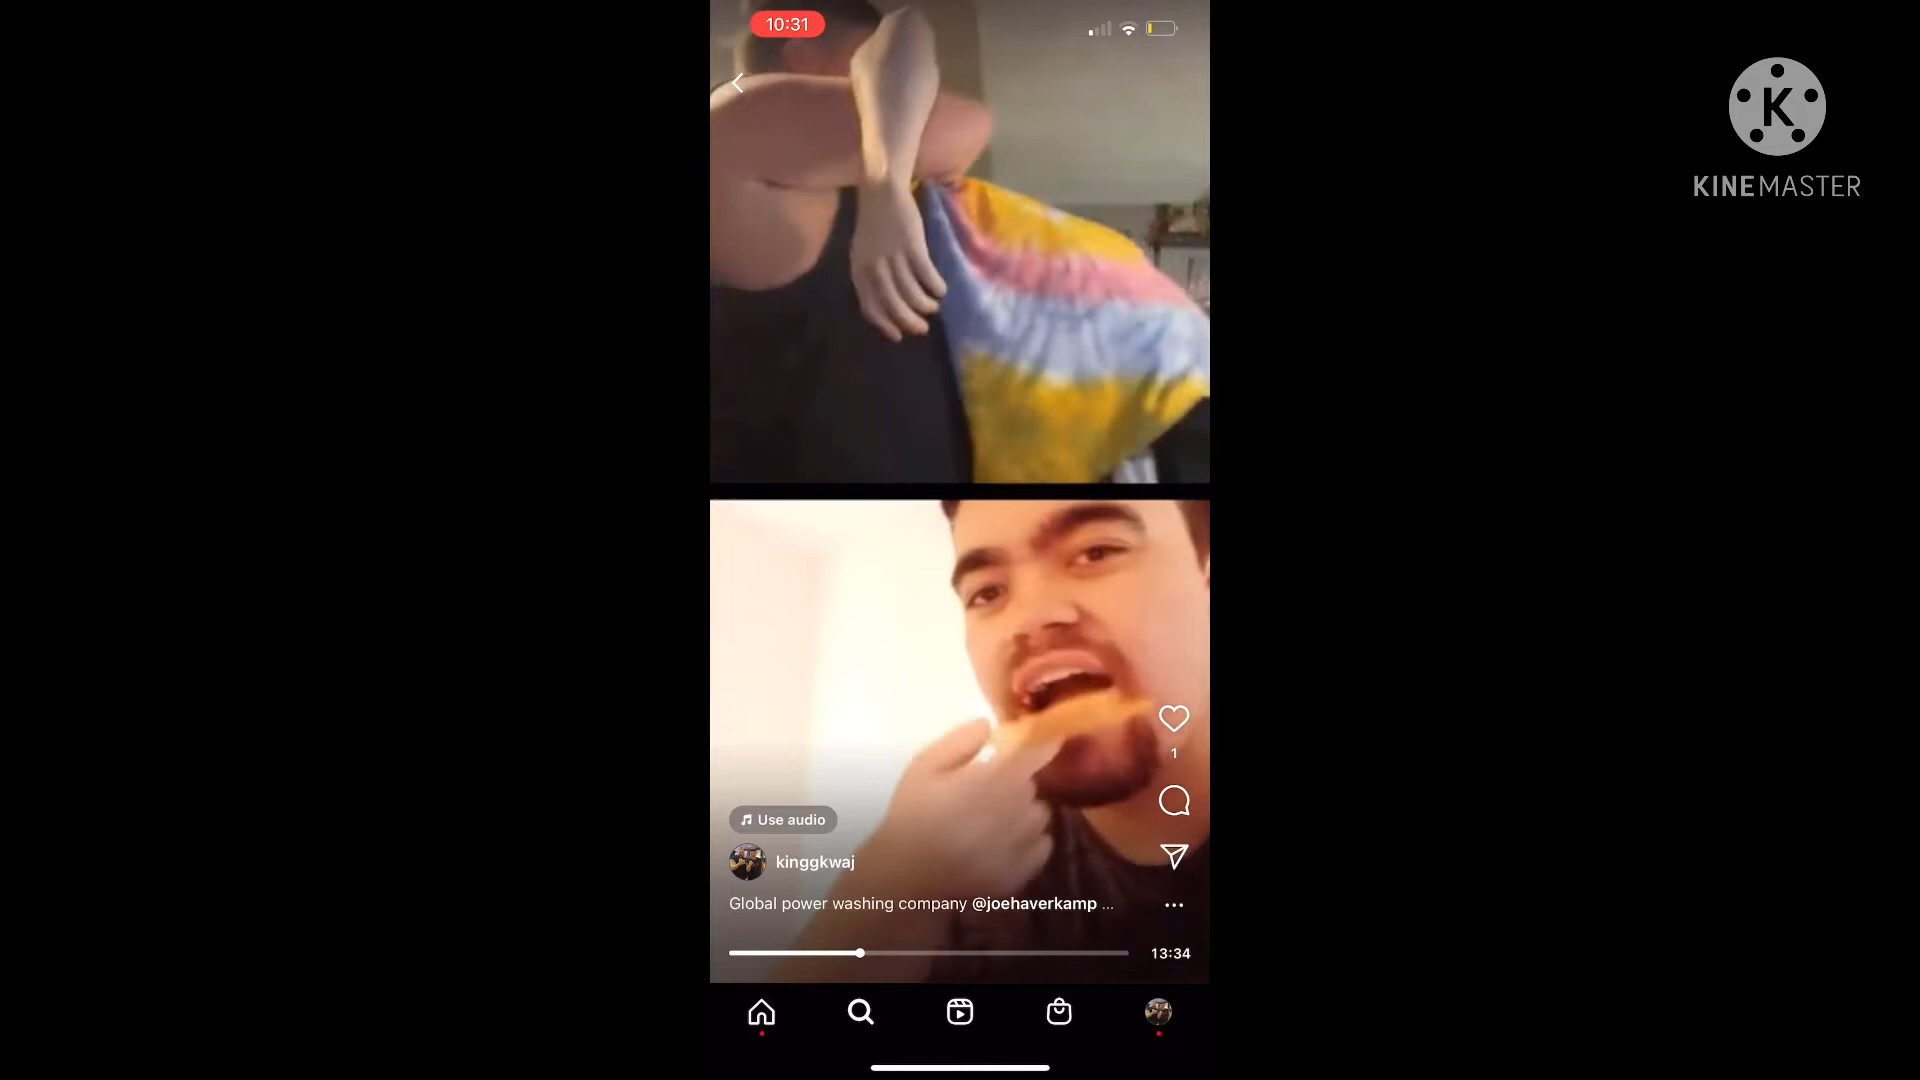 10:31
K
KINEMASTER
Use audio
kinggkwaj
1
Global power washing company @joehaverkamp ...
13:34